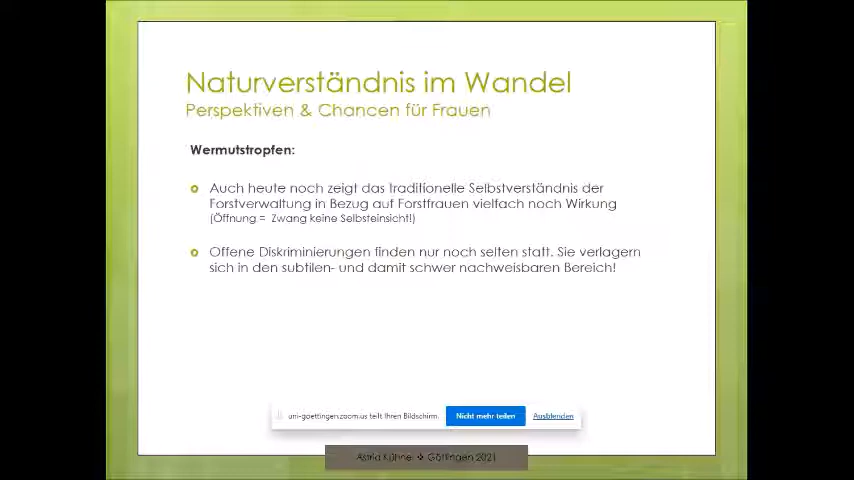 Naturverständnis im Wandel
Perspektiven & Chancen für Frauen
Wermutstropfen:
Auch heute noch zeigt das traditionelle Selbstverständnis der
Forstverwaltung in Bezug auf Forstfrauen vielfach noch Wirkung
(Öffnung = Zwang keine Selbsteinsicht!)
Offene Diskriminierungen finden nur noch selten statt. Sie verlagern
sich in den subtilen- und damit schwer nachweisbaren Bereich!
uni-goettingen.zoom.us teilt Ihren Bildschirm. Nicht mehr teilen Ausblenden
Astrid Kühne ❖ Göttingen 2021